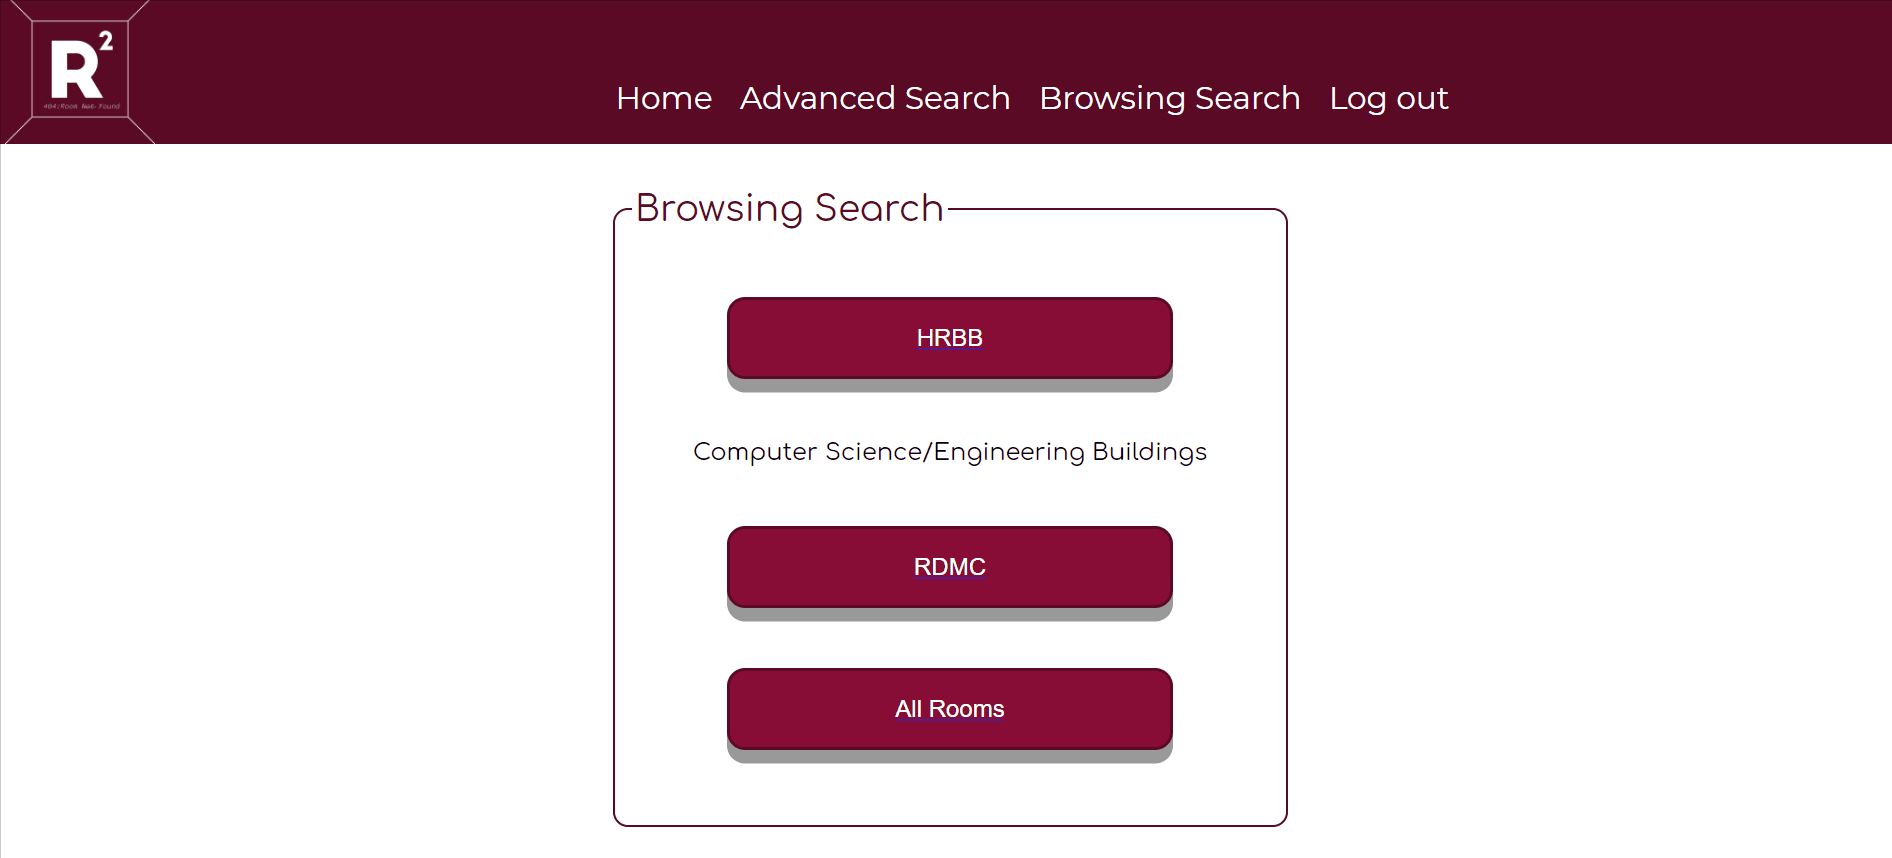 R²
404:Room Not Found
Home Advanced Search Browsing Search Log out
Browsing Search
HRBB
Computer Science/Engineering Buildings
RDMC
All Rooms